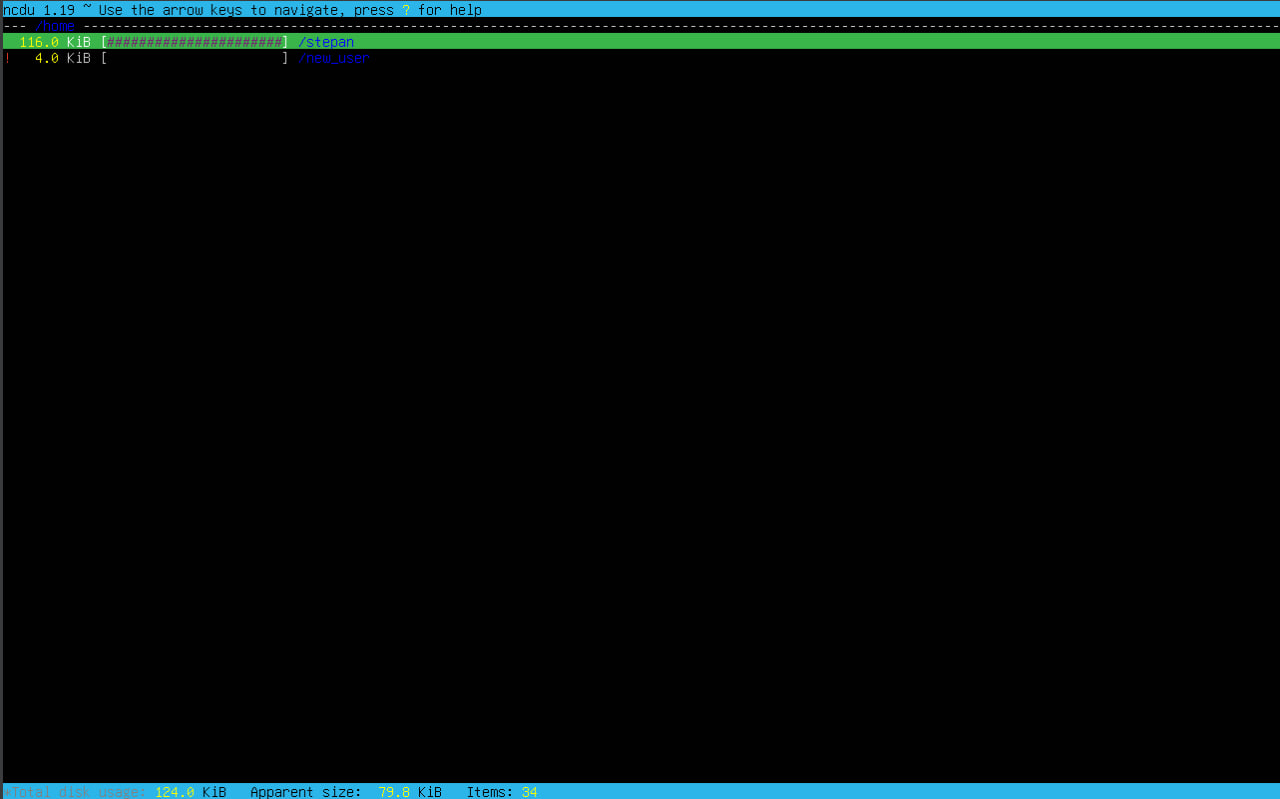 ncdu 1.19 ~ Use the arrow keys to navigate, press ? for help
--- /home ------------------------------------------------------------------------------------------------------------------------------------------------------
  116.0 KiB [######################] /stepan
!   4.0 KiB [                      ] /new_user
*Total disk usage: 124.0 KiB   Apparent size:  79.8 KiB   Items: 34